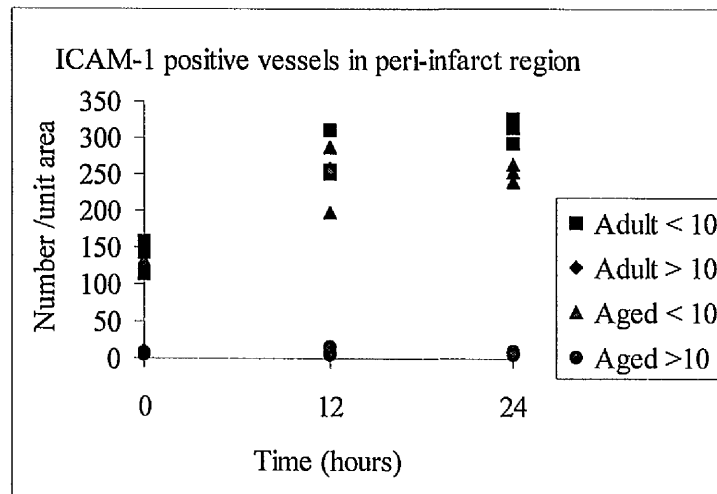 ICAM-1 positive vessels in peri-infarct region
Number /unit area
350
300
250
200
150
100
50
0
0 12 24
Time (hours)
Adult < 10
Adult > 10
Aged < 10
Aged >10